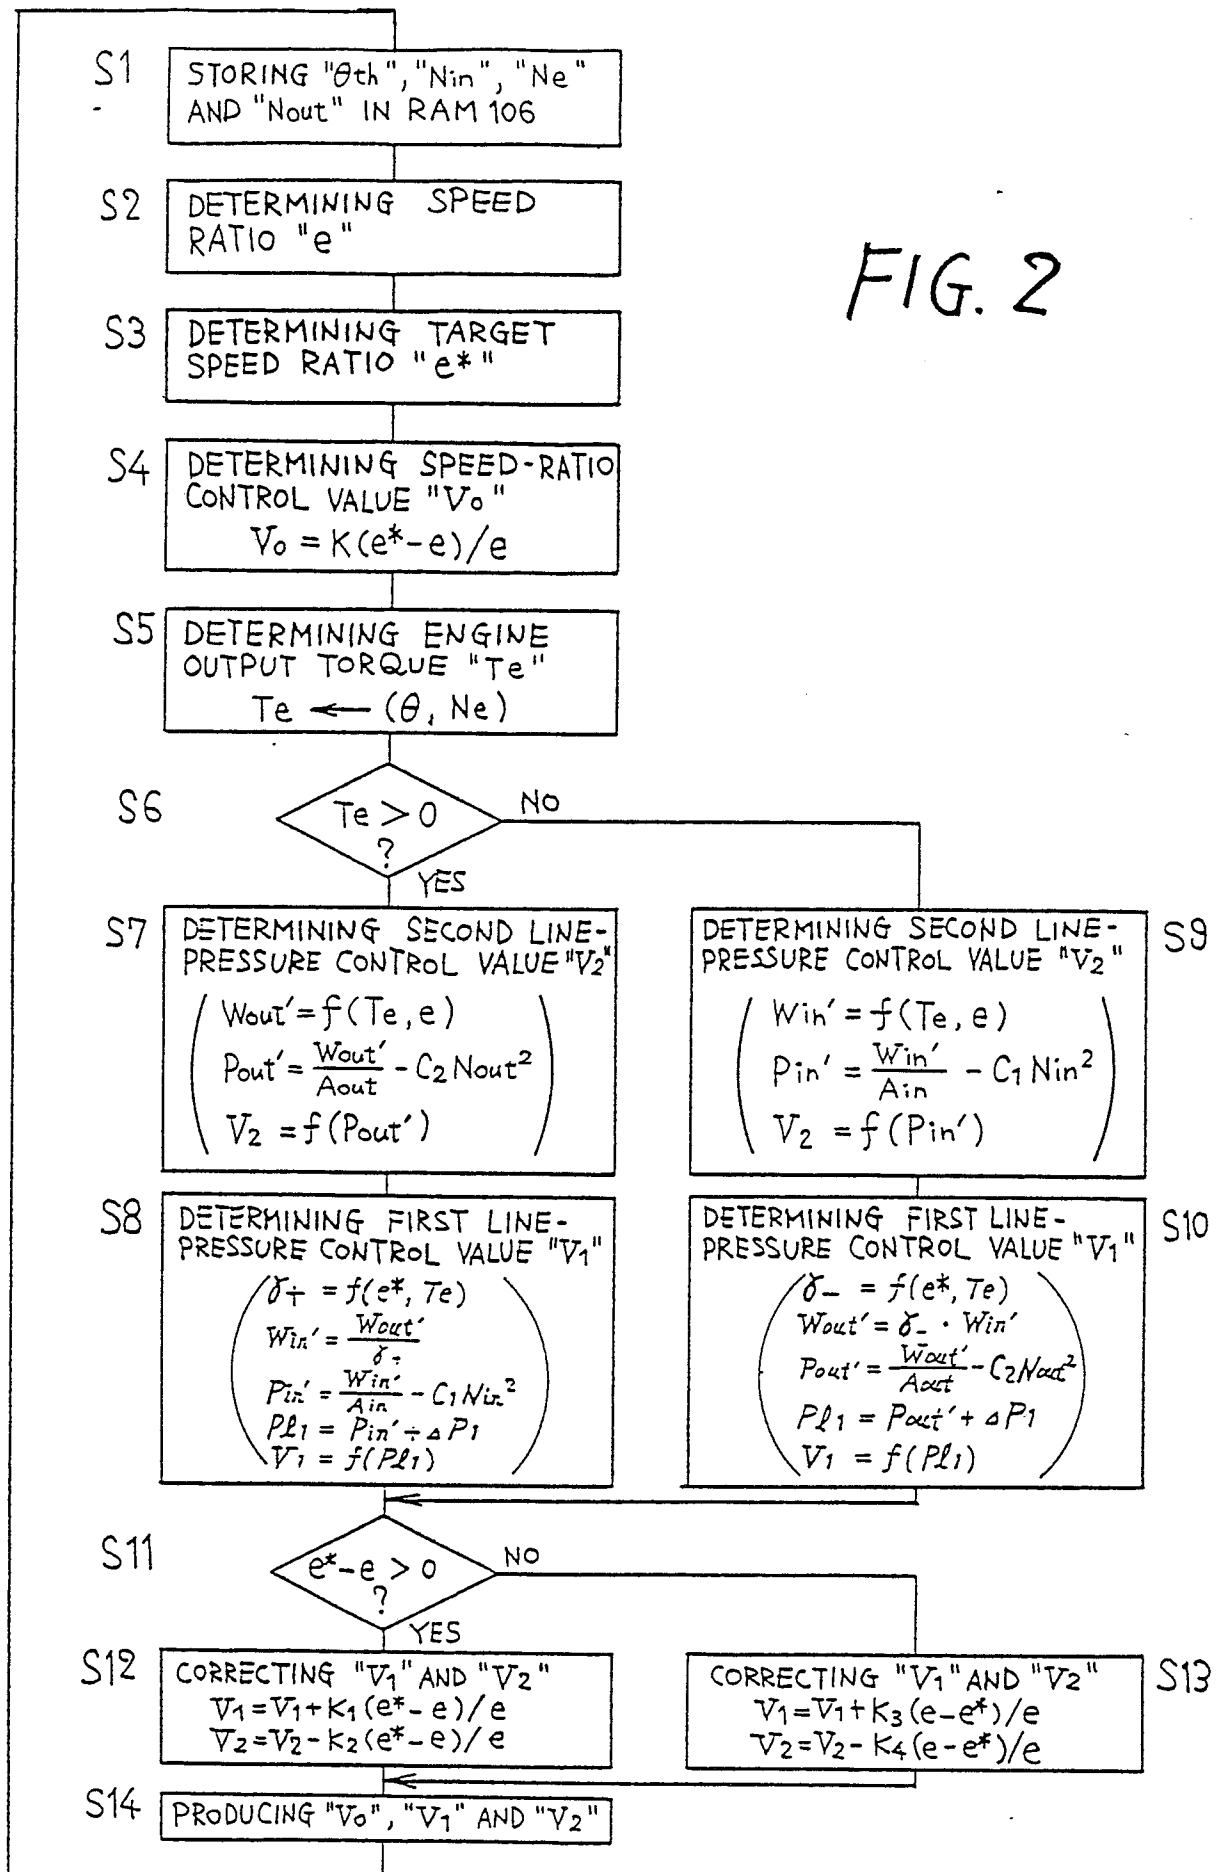 S1
STORING "θth", "Nin", "Ne"
AND "Nout" IN RAM 106
S2
DETERMINING SPEED
RATIO "e"
FIG. 2
S3
DETERMINING TARGET
SPEED RATIO "e*"
S4
DETERMINING SPEED-RATIO
CONTROL VALUE "V0"
V0 = K(e*-e)/e
S5
DETERMINING ENGINE
OUTPUT TORQUE "Te"
Te ← (θ, Ne)
S6
Te > 0
?
NO
YES
S7
DETERMINING SECOND LINE-
PRESSURE CONTROL VALUE "V2"
Wout' = f(Te, e)
Pout' = Wout'/Aout - C2 Nout²
V2 = f(Pout')
S9
DETERMINING SECOND LINE-
PRESSURE CONTROL VALUE "V2"
Win' = f(Te, e)
Pin' = Win'/Ain - C1 Nin²
V2 = f(Pin')
S8
DETERMINING FIRST LINE-
PRESSURE CONTROL VALUE "V1"
γ+ = f(e*, Te)
Win' = Wout'/γ+
Pin' = Win'/Ain - C1 Nin²
Pl1 = Pin' + ΔP1
V1 = f(Pl1)
S10
DETERMINING FIRST LINE-
PRESSURE CONTROL VALUE "V1"
γ- = f(e*, Te)
Wout' = γ- · Win'
Pout' = Wout'/Aout - C2 Nout²
Pl1 = Pout' + ΔP1
V1 = f(Pl1)
S11
e*-e > 0
?
NO
YES
S12
CORRECTING "V1" AND "V2"
V1=V1+K1(e*-e)/e
V2=V2-K2(e*-e)/e
S13
CORRECTING "V1" AND "V2"
V1=V1+K3(e-e*)/e
V2=V2-K4(e-e*)/e
S14
PRODUCING "V0", "V1" AND "V2"